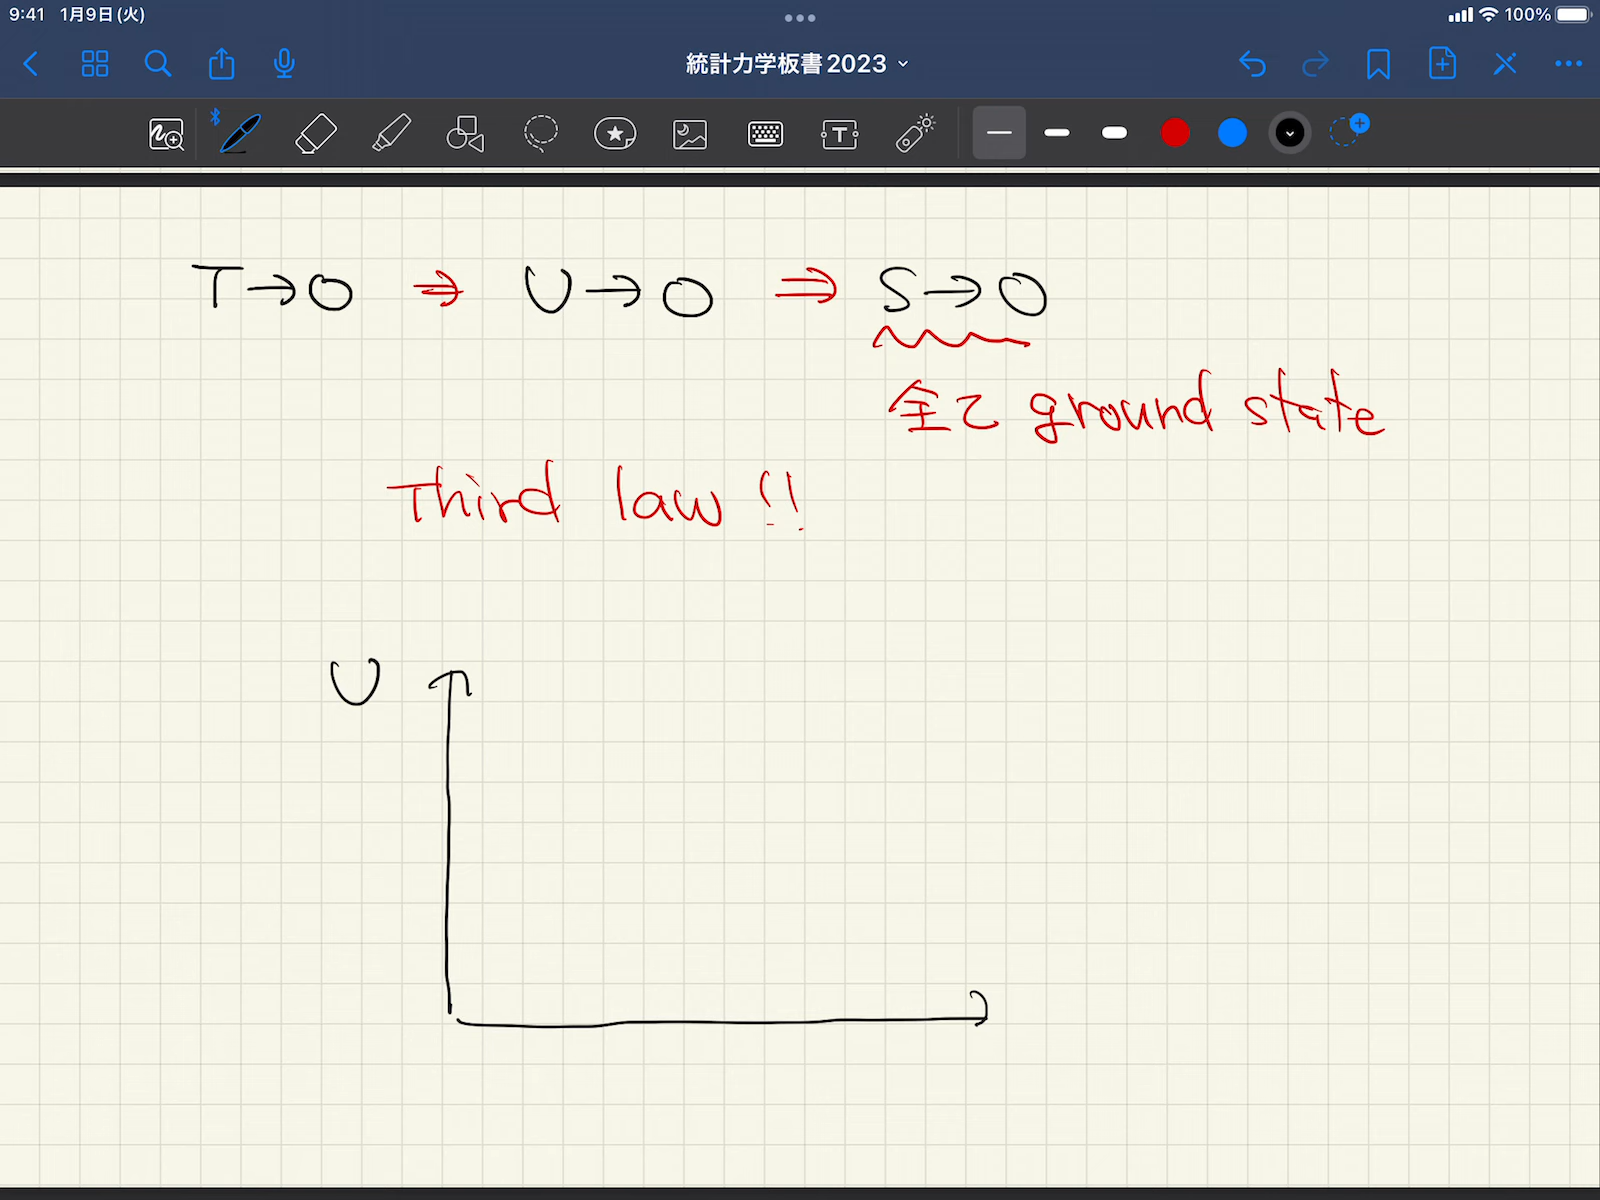 9:41 1月9日(火) 100%
統計力学板書2023
T→0 ⇒ U→0 ⇒ S→0
全て ground state
Third law !!
U